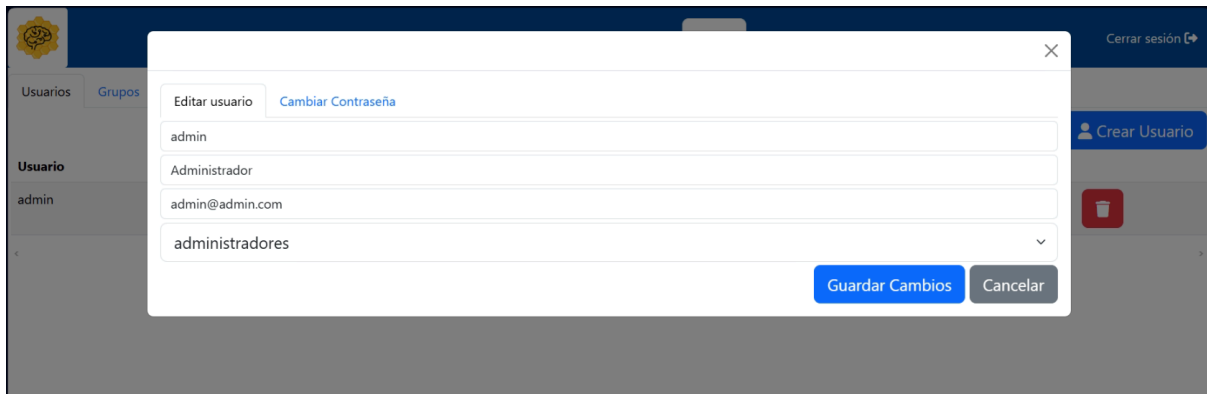 Cerrar sesión
Usuarios Grupos
Editar usuario Cambiar Contraseña
admin
Crear Usuario
Usuario
Administrador
admin
admin@admin.com
administradores
Guardar Cambios Cancelar